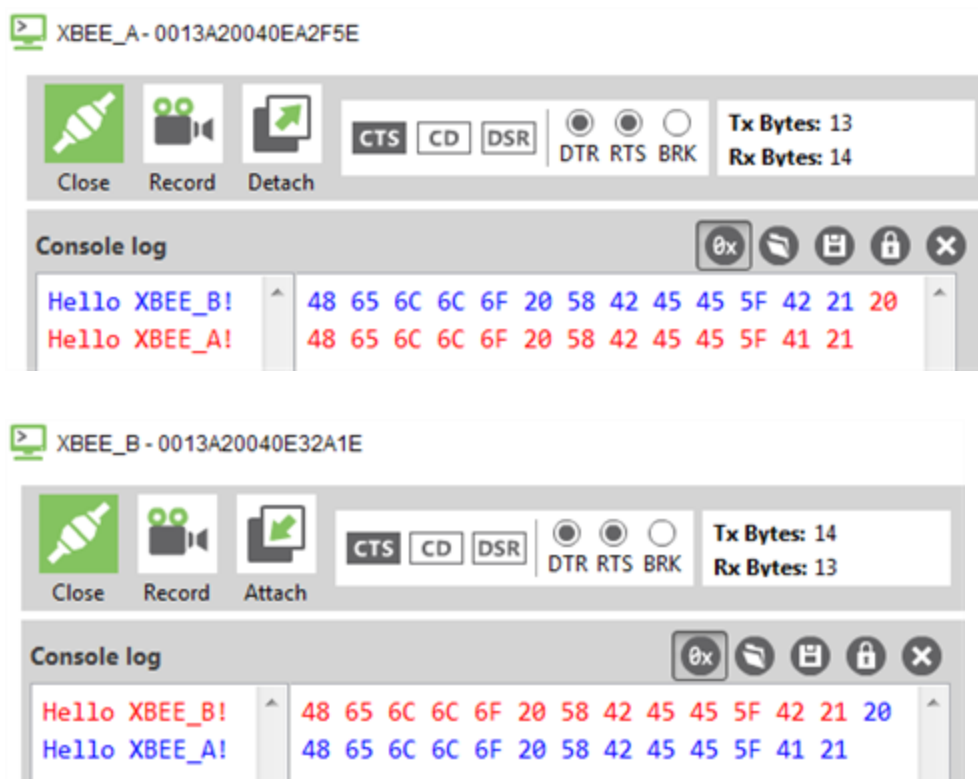 XBEE_A - 0013A20040EA2F5E
Close Record Detach
CTS CD DSR
DTR RTS BRK
Tx Bytes: 13
Rx Bytes: 14
Console log
0x
Hello XBEE_B! 48 65 6C 6C 6F 20 58 42 45 45 5F 42 21 20
Hello XBEE_A! 48 65 6C 6C 6F 20 58 42 45 45 5F 41 21
XBEE_B - 0013A20040E32A1E
Close Record Attach
CTS CD DSR
DTR RTS BRK
Tx Bytes: 14
Rx Bytes: 13
Console log
0x
Hello XBEE_B! 48 65 6C 6C 6F 20 58 42 45 45 5F 42 21 20
Hello XBEE_A! 48 65 6C 6C 6F 20 58 42 45 45 5F 41 21